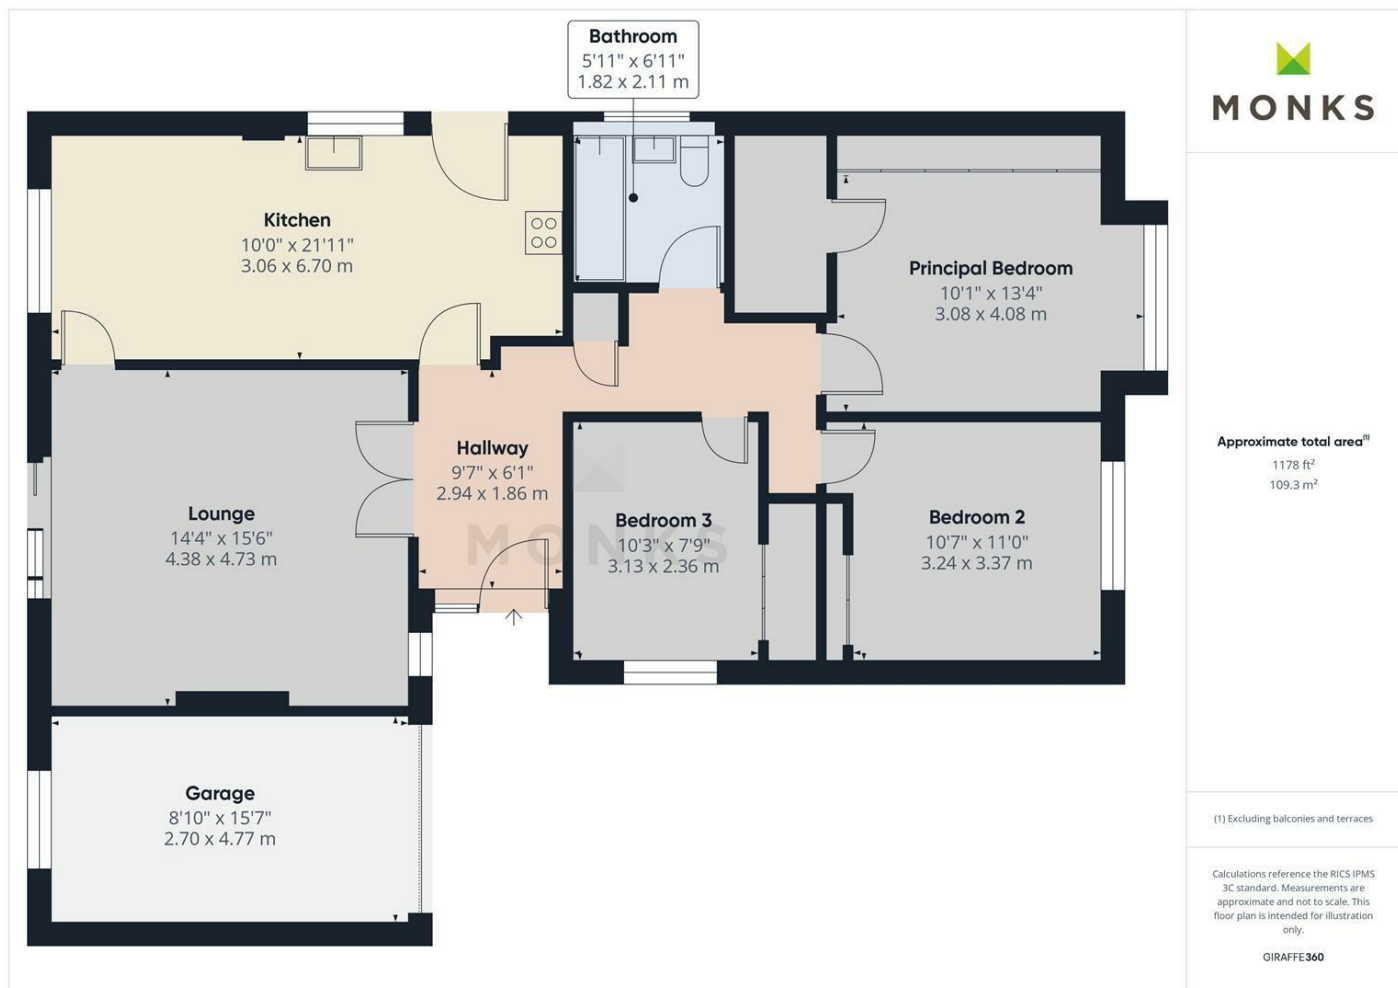 Bathroom
5'11" x 6'11"
1.82 x 2.11 m
MONKS
Kitchen
10'0" x 21'11"
3.06 x 6.70 m
Principal Bedroom
10'1" x 13'4"
3.08 x 4.08 m
Hallway
9'7" x 6'1"
2.94 x 1.86 m
Lounge
14'4" x 15'6"
4.38 x 4.73 m
MONKS
Bedroom 3
10'3" x 7'9"
3.13 x 2.36 m
Bedroom 2
10'7" x 11'0"
3.24 x 3.37 m
Garage
8'10" x 15'7"
2.70 x 4.77 m
Approximate total area(1)
1178 ft²
109.3 m²
(1) Excluding balconies and terraces
Calculations reference the RICS IPMS
3C standard. Measurements are
approximate and not to scale. This
floor plan is intended for illustration
only.
GIRAFFE360